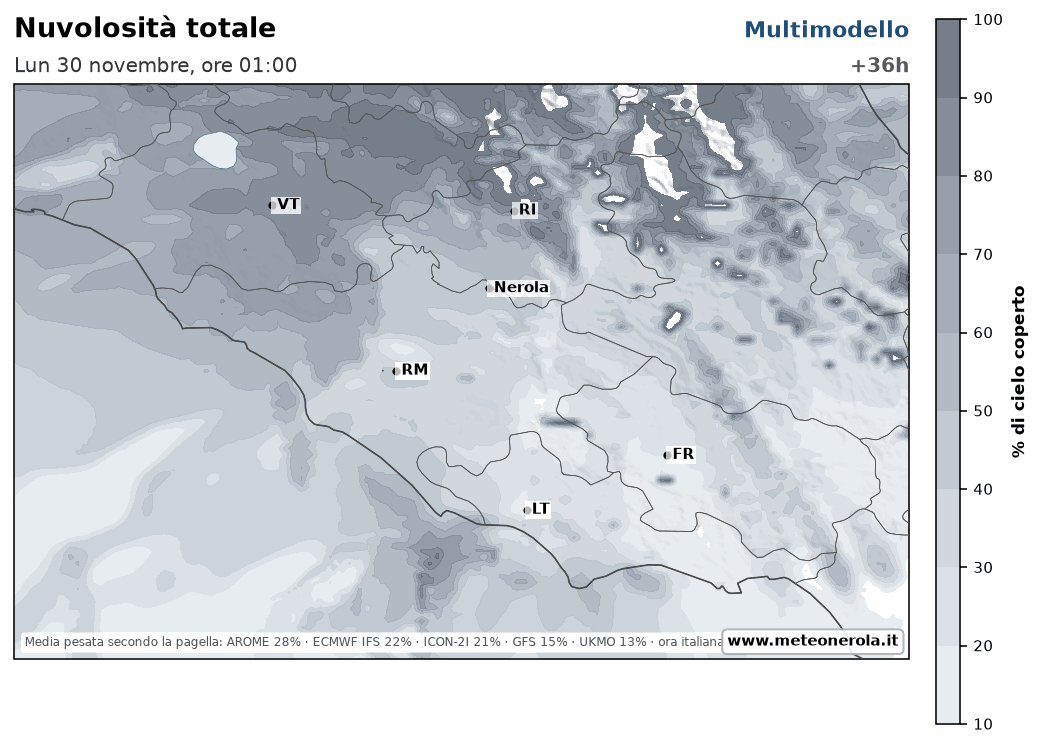 Nuvolosità totale
Multimodello
Lun 30 novembre, ore 01:00
+36h
100
90
80
70
60
50
40
30
20
10
% di cielo coperto
VT
RI
Nerola
RM
FR
LT
Media pesata secondo la pagella: AROME 28% · ECMWF IFS 22% · ICON-2I 21% · GFS 15% · UKMO 13% · ora italiana
www.meteonerola.it